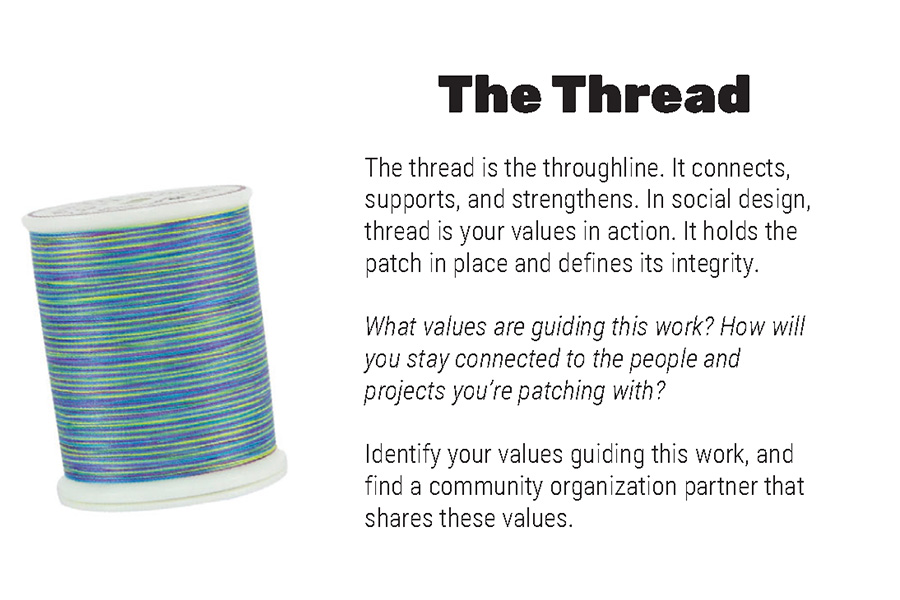 The Thread
The thread is the throughline. It connects,
supports, and strengthens. In social design,
thread is your values in action. It holds the
patch in place and defines its integrity.
What values are guiding this work? How will
you stay connected to the people and
projects you're patching with?
Identify your values guiding this work, and
find a community organization partner that
shares these values.